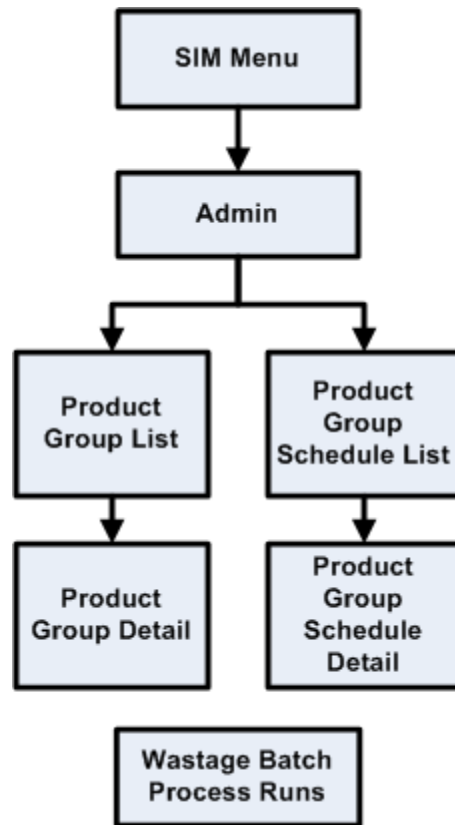 SIM Menu
Admin
Product
Group List
Product
Group
Schedule List
Product
Group Detail
Product
Group
Schedule
Detail
Wastage Batch
Process Runs